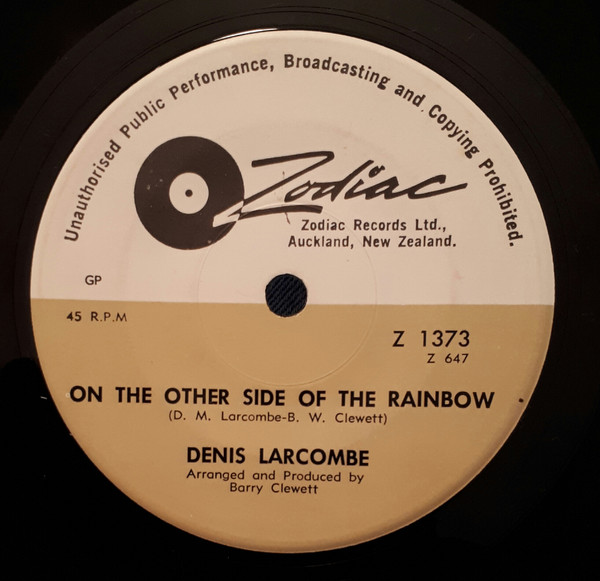 Unauthorised Public Performance, Broadcasting and Copying Prohibited.
Zodiac
Zodiac Records Ltd.,
Auckland, New Zealand.
GP
45 R.P.M
Z 1373
Z 647
ON THE OTHER SIDE OF THE RAINBOW
(D. M. Larcombe-B. W. Clewett)
DENIS LARCOMBE
Arranged and Produced by
Barry Clewett